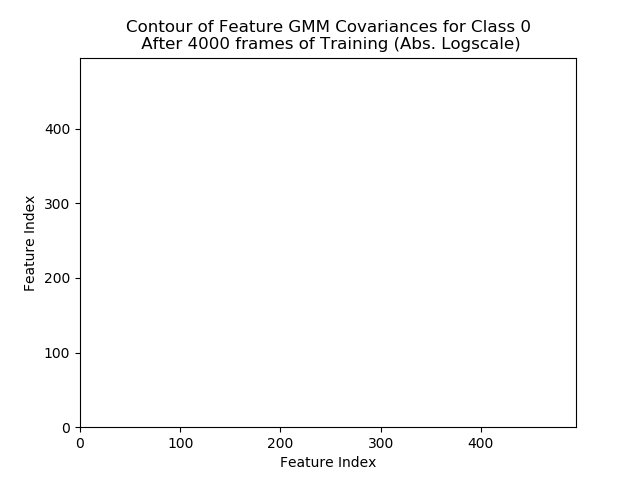 Contour of Feature GMM Covariances for Class 0
After 4000 frames of Training (Abs. Logscale)
400
300
200
100
0
Feature Index
0 100 200 300 400
Feature Index